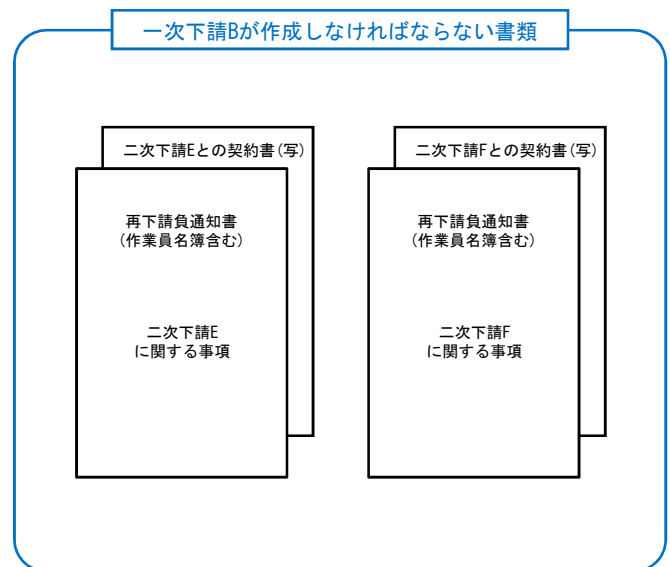 一次下請Bが作成しなければならない書類
二次下請Eとの契約書(写)
再下請負通知書
(作業員名簿含む)
二次下請E
に関する事項
二次下請Fとの契約書(写)
再下請負通知書
(作業員名簿含む)
二次下請F
に関する事項